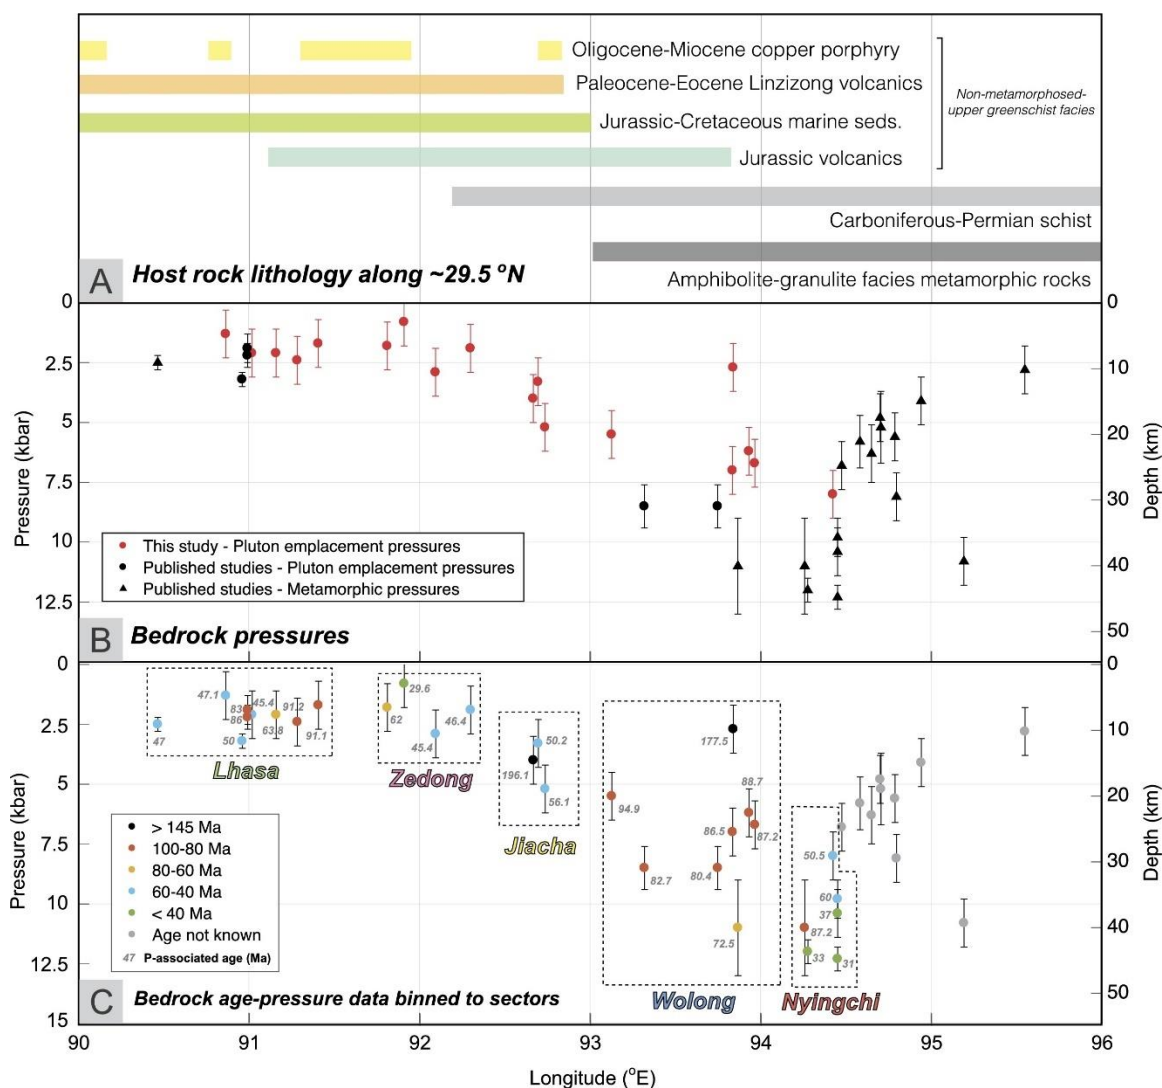 Oligocene-Miocene copper porphyry
Paleocene-Eocene Linzizong volcanics
Jurassic-Cretaceous marine seds.
Jurassic volcanics
Non-metamorphosed-
upper greenschist facies
Carboniferous-Permian schist
Amphibolite-granulite facies metamorphic rocks
A Host rock lithology along ~29.5 °N
0
2.5
5
7.5
10
12.5
Pressure (kbar)
0
10
20
30
40
50
Depth (km)
This study - Pluton emplacement pressures
Published studies - Pluton emplacement pressures
Published studies - Metamorphic pressures
B Bedrock pressures
0
2.5
5
7.5
10
12.5
15
Pressure (kbar)
0
10
20
30
40
50
Depth (km)
47
47.1
83
86
50
45.4
63.8
91.2
91.1
Lhasa
62
29.6
45.4
46.4
Zedong
196.1
50.2
56.1
Jiacha
94.9
82.7
177.5
88.7
86.5
87.2
80.4
72.5
Wolong
50.5
60
37
87.2
33
31
Nyingchi
> 145 Ma
100-80 Ma
80-60 Ma
60-40 Ma
< 40 Ma
Age not known
47 P-associated age (Ma)
C Bedrock age-pressure data binned to sectors
90 91 92 93 94 95 96
Longitude (°E)